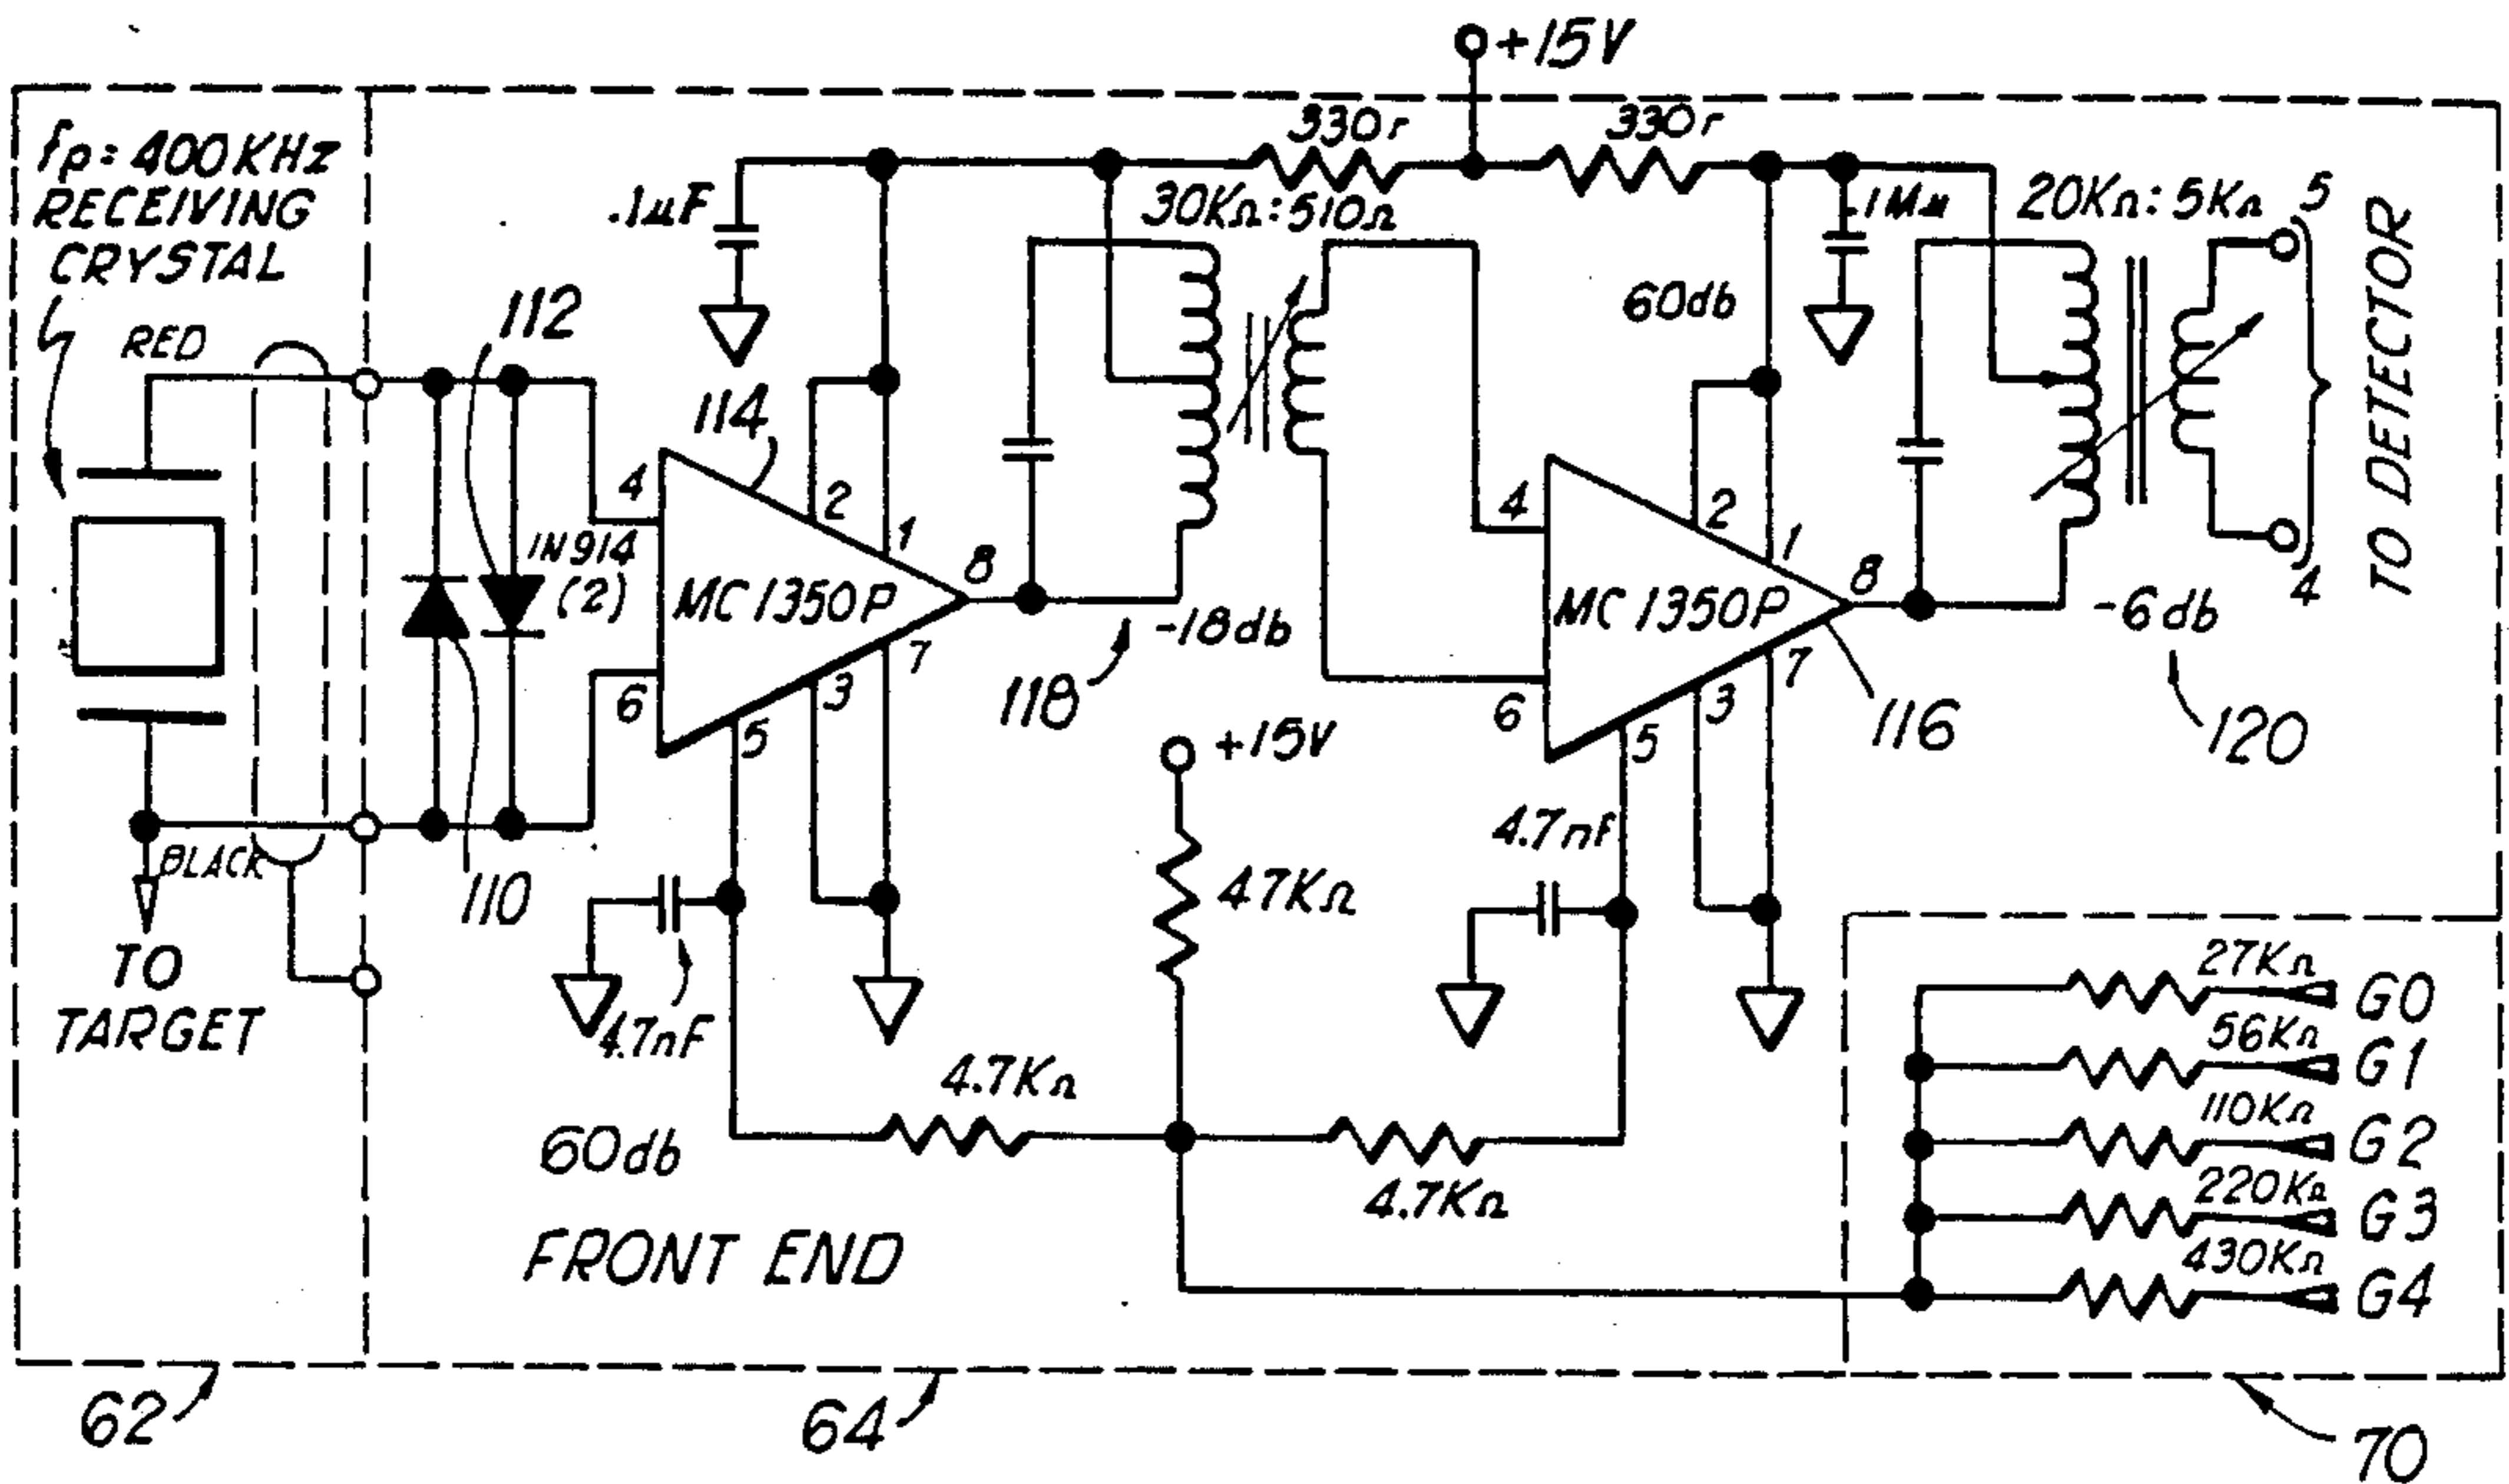 +15V
fp=400KHz
RECEIVING
CRYSTAL
RED
BLACK
TO
TARGET
112
110
1N914
(2)
.1µF
330r
330r
30KΩ:510Ω
.1Mµ
20KΩ:5KΩ
5
4
TO DETECTOR
114
4
2
1
8
MC1350P
6
5
3
7
-18db
118
60db
4
2
1
8
MC1350P
6
5
3
7
-6db
116
120
+15V
47KΩ
4.7nF
4.7nf
4.7KΩ
4.7KΩ
60db
FRONT END
27KΩ G0
56KΩ G1
110KΩ G2
220KΩ G3
430KΩ G4
62
64
70